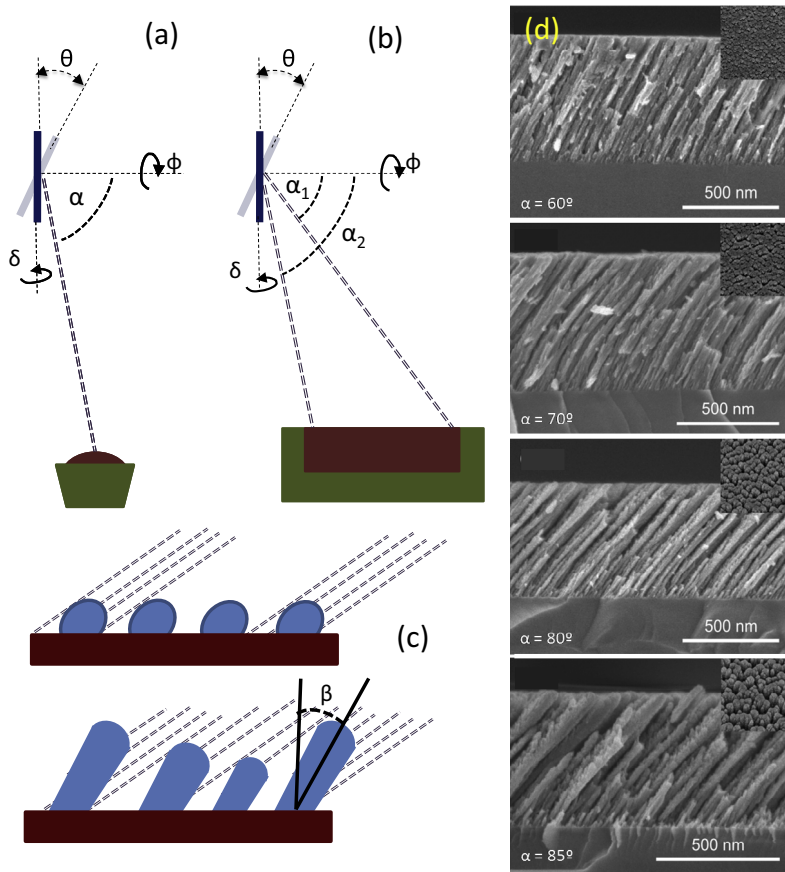 (a)
θ
ϕ
α
δ
(b)
θ
ϕ
α1
α2
δ
(c)
β
(d)
α = 60º
500 nm
α = 70º
500 nm
α = 80º
500 nm
α = 85º
500 nm